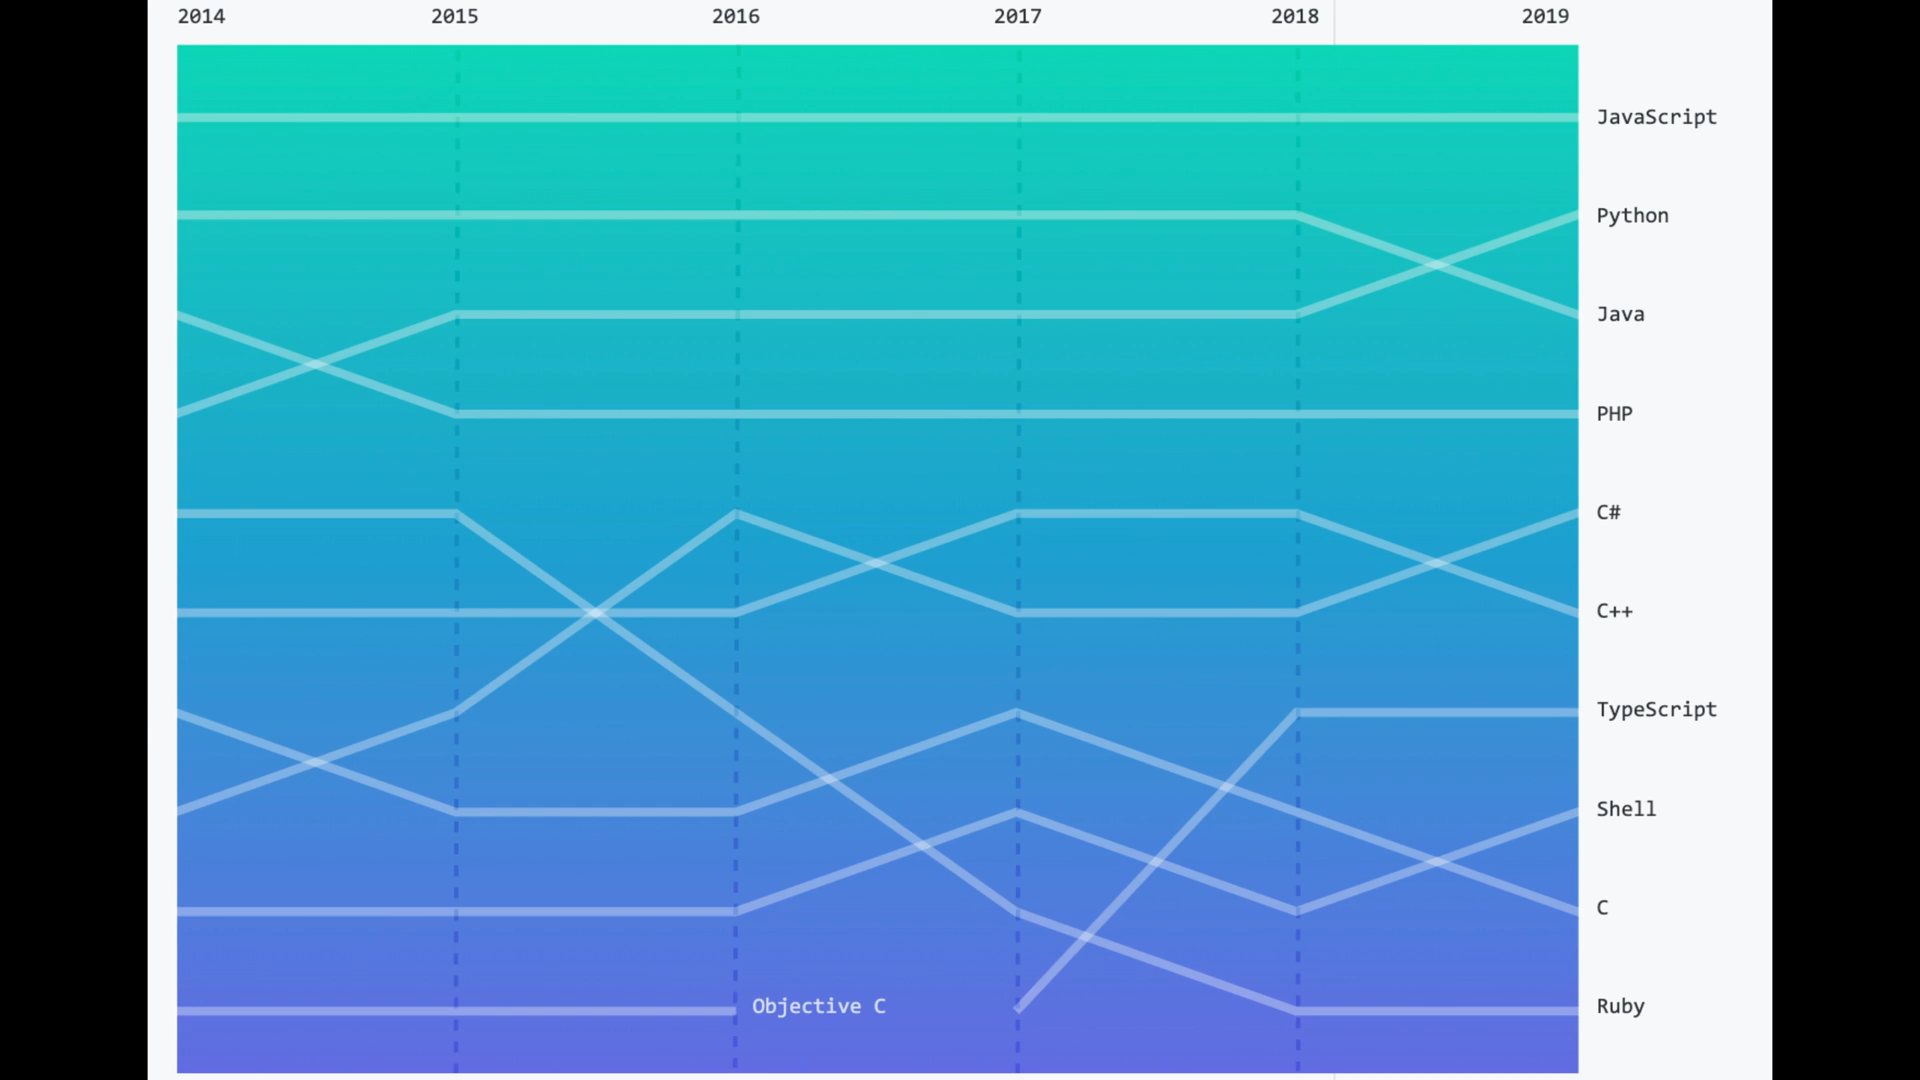 2014 2015 2016 2017 2018 2019
JavaScript
Python
Java
PHP
C#
C++
TypeScript
Shell
C
Objective C
Ruby